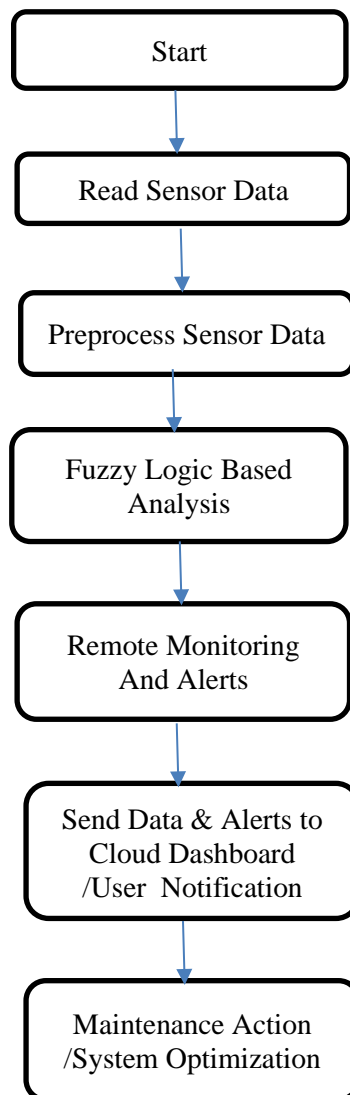 Start
Read Sensor Data
Preprocess Sensor Data
Fuzzy Logic Based
Analysis
Remote Monitoring
And Alerts
Send Data & Alerts to
Cloud Dashboard
/User Notification
Maintenance Action
/System Optimization